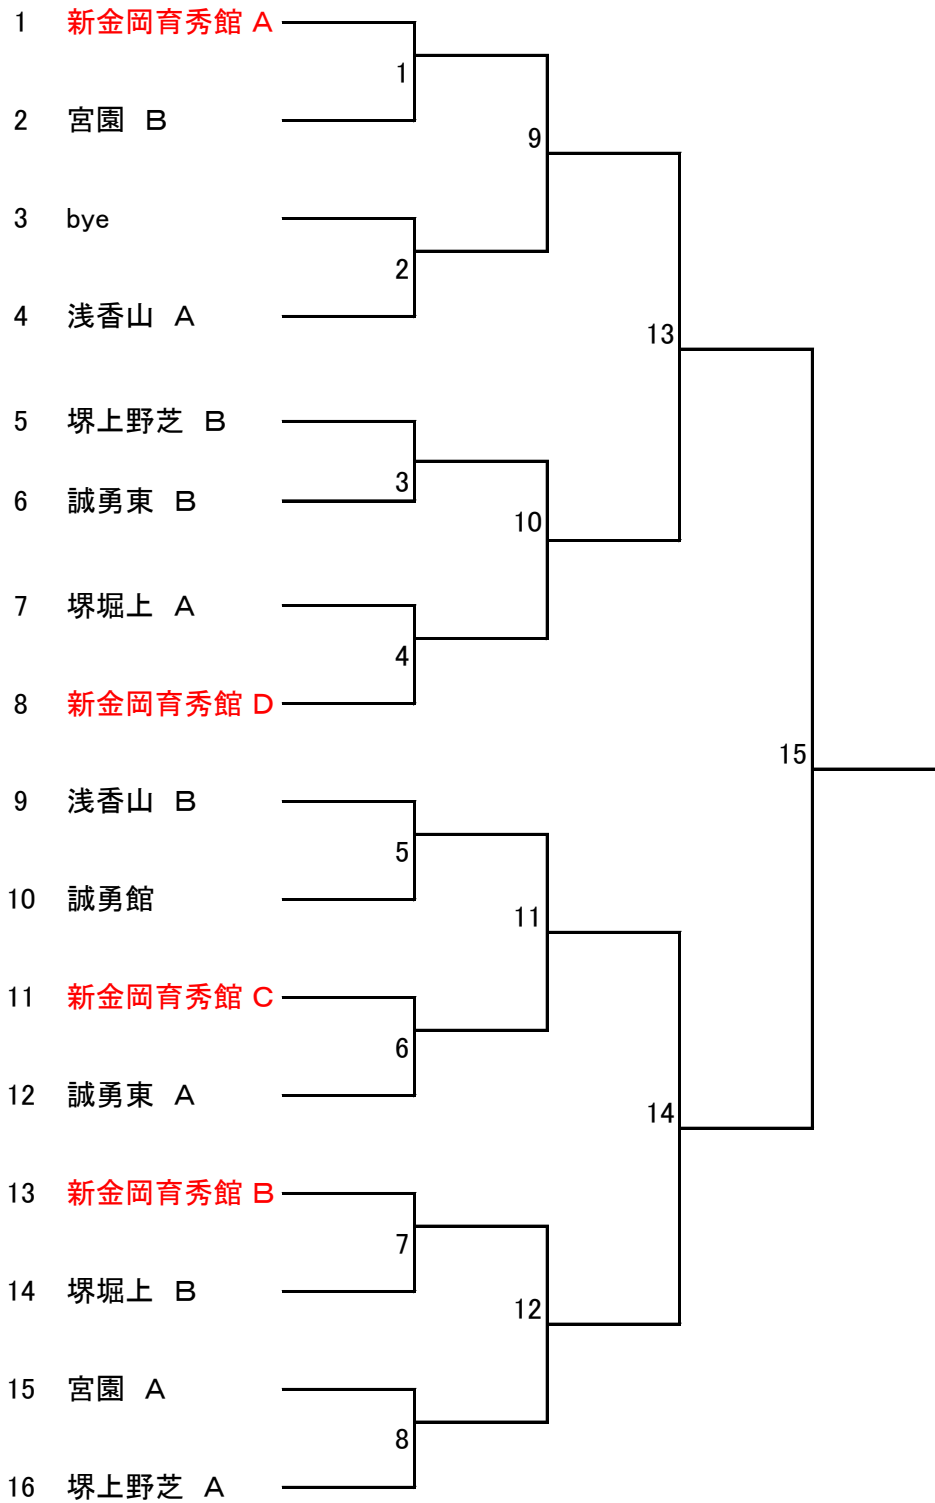 1 新金岡育秀館 A
1
2 宮園 B
9
3 bye
2
4 浅香山 A
13
5 堺上野芝 B
3
6 誠勇東 B
10
7 堺堀上 A
4
8 新金岡育秀館 D
15
9 浅香山 B
5
10 誠勇館
11
11 新金岡育秀館 C
6
12 誠勇東 A
14
13 新金岡育秀館 B
7
14 堺堀上 B
12
15 宮園 A
8
16 堺上野芝 A